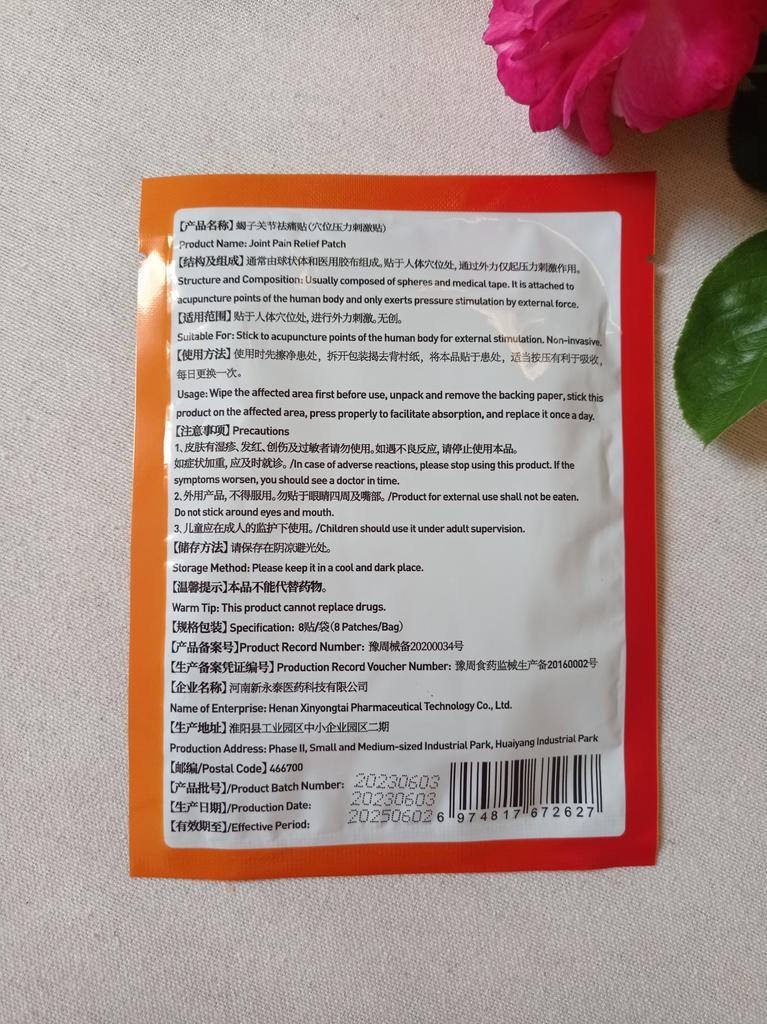 【产品名称】蝎子关节祛痛贴(穴位压力刺激贴)
Product Name: Joint Pain Relief Patch
【结构及组成】通常由球状体和医用胶布组成。贴于人体穴位处,通过外力仅起压力刺激作用。
Structure and Composition: Usually composed of spheres and medical tape. It is attached to
acupuncture points of the human body and only exerts pressure stimulation by external force.
【适用范围】贴于人体穴位处,进行外力刺激。无创。
Suitable For: Stick to acupuncture points of the human body for external stimulation. Non-invasive.
【使用方法】使用时先擦净患处，拆开包装揭去背村纸，将本品贴于患处，适当按压有利于吸收,
每日更换一次。
Usage: Wipe the affected area first before use, unpack and remove the backing paper, stick this
product on the affected area, press properly to facilitate absorption, and replace it once a day.
【注意事项】Precautions
1、皮肤有湿疹、发红、创伤及过敏者请勿使用。如遇不良反应,请停止使用本品。
如症状加重,应及时就诊。/In case of adverse reactions, please stop using this product. If the
symptoms worsen, you should see a doctor in time.
2、外用产品,不得服用。勿贴于眼睛四周及嘴部。/Product for external use shall not be eaten.
Do not stick around eyes and mouth.
3、儿童应在成人的监护下使用。/Children should use it under adult supervision.
【储存方法】请保存在阴凉避光处。
Storage Method: Please keep it in a cool and dark place.
【温馨提示】本品不能代替药物。
Warm Tip: This product cannot replace drugs.
【规格包装】Specification: 8贴/袋(8 Patches/Bag)
【产品备案号】Product Record Number: 豫周械备20200034号
【生产备案凭证编号】Production Record Voucher Number: 豫周食药监械生产备20160002号
【企业名称】河南新永泰医药科技有限公司
Name of Enterprise: Henan Xinyongtai Pharmaceutical Technology Co., Ltd.
【生产地址】淮阳县工业园区中小企业园区二期
Production Address: Phase II, Small and Medium-sized Industrial Park, Huaiyang Industrial Park
【邮编/Postal Code】466700
【产品批号】/Product Batch Number: 20230603
【生产日期】/Production Date: 20230603
【有效期至】/Effective Period: 20250602
6 974817 672627